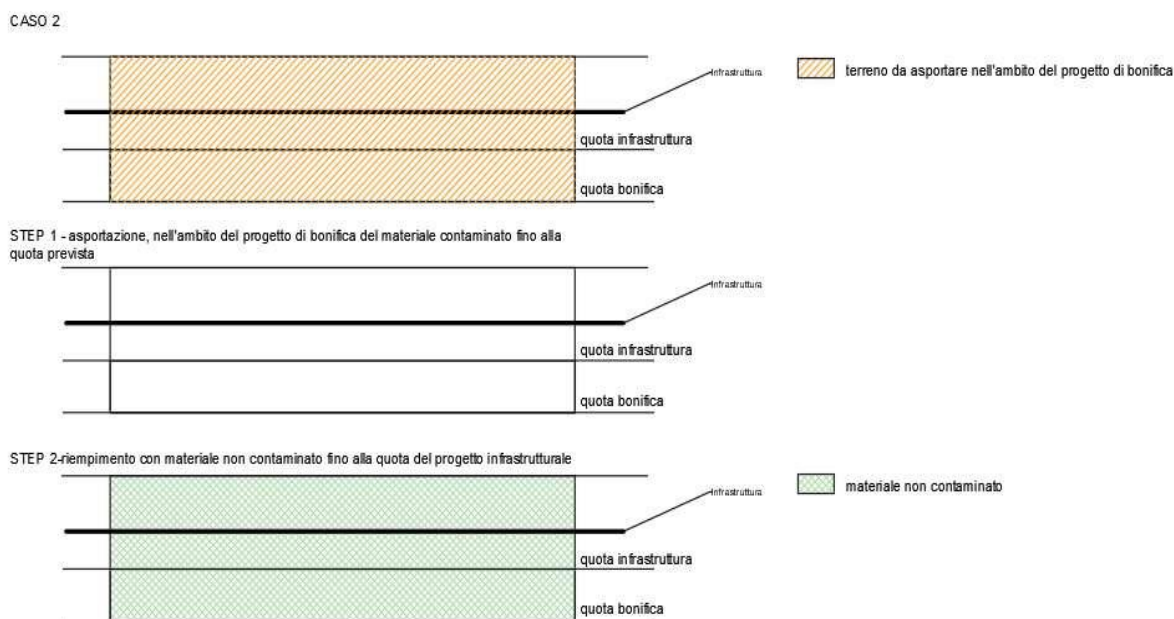 CASO 2
Infrastruttura
terreno da asportare nell'ambito del progetto di bonifica
quota infrastruttura
quota bonifica
STEP 1 - asportazione, nell'ambito del progetto di bonifica del materiale contaminato fino alla
quota prevista
Infrastruttura
quota infrastruttura
quota bonifica
STEP 2-riempimento con materiale non contaminato fino alla quota del progetto infrastrutturale
Infrastruttura
materiale non contaminato
quota infrastruttura
quota bonifica